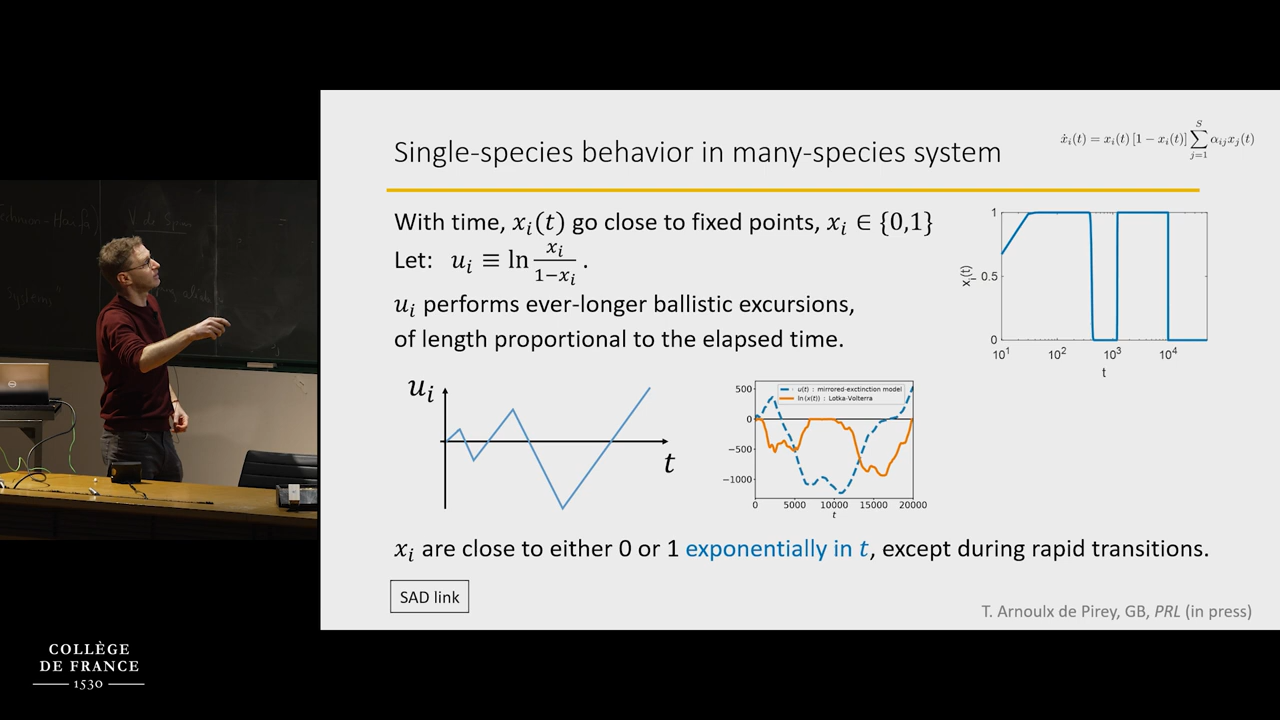 Single-species behavior in many-species system
ẋᵢ(t) = xᵢ(t) [1 − xᵢ(t)] ∑ⱼ₌₁ˢ αᵢⱼxⱼ(t)
With time, xᵢ(t) go close to fixed points, xᵢ ∈ {0,1}
Let: uᵢ ≡ ln xᵢ/(1−xᵢ) .
uᵢ performs ever-longer ballistic excursions,
of length proportional to the elapsed time.
1
0.5
0
xᵢ(t)
10¹ 10² 10³ 10⁴
t
uᵢ
t
500
0
−500
−1000
u(t) : mirrored-exctinction model
ln(x(t)) : Lotka-Volterra
0 5000 10000 15000 20000
t
xᵢ are close to either 0 or 1 exponentially in t, except during rapid transitions.
SAD link
T. Arnoulx de Pirey, GB, PRL (in press)
COLLÈGE
DE FRANCE
1530